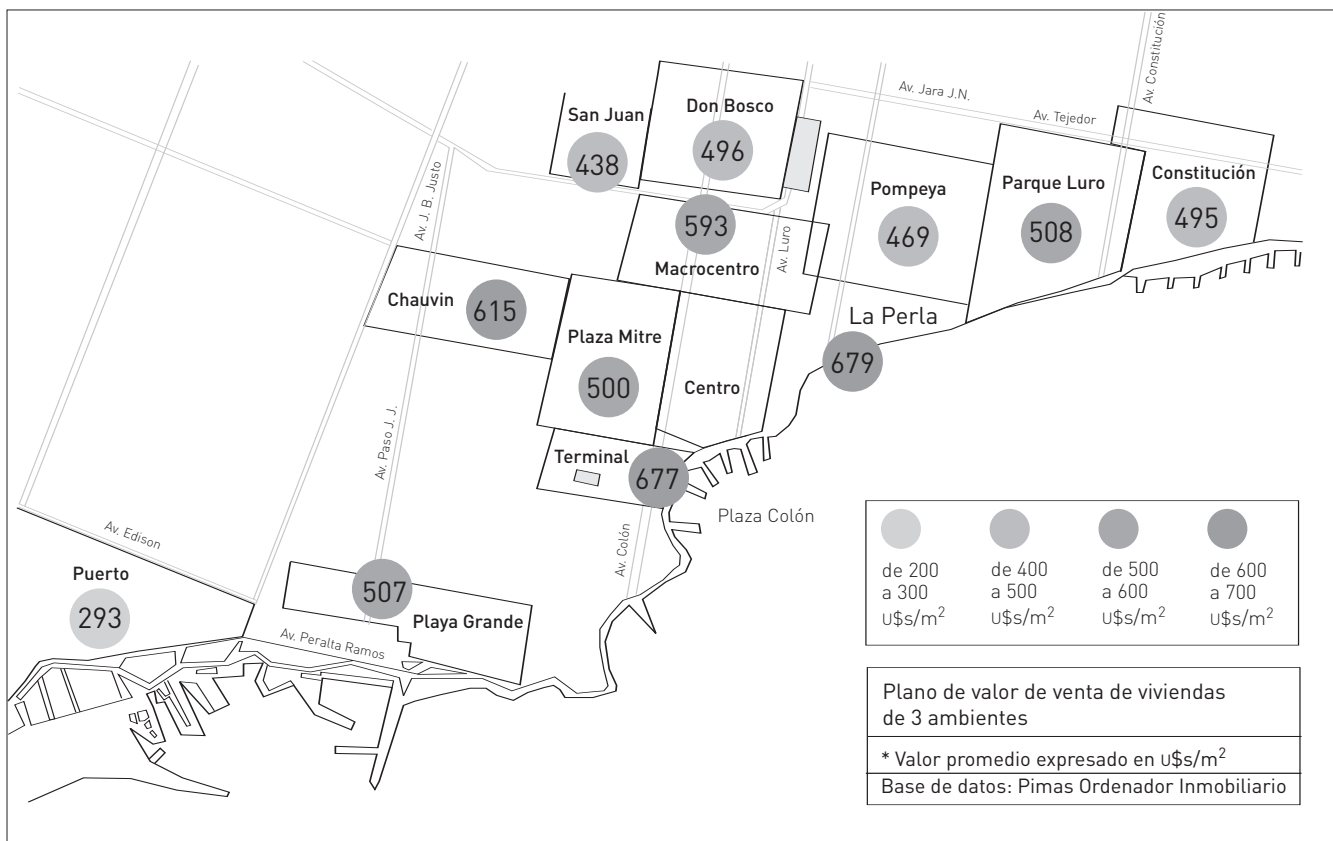 Av. Constitución
Av. Jara J.N.
Av. Tejedor
San Juan
438
Don Bosco
496
Pompeya
469
Parque Luro
508
Constitución
495
Av. J. B. Justo
593
Macrocentro
Av. Luro
Chauvin
615
Plaza Mitre
500
Centro
La Perla
679
Av. Paso J. J.
Terminal
677
Plaza Colón
Av. Colón
Av. Edison
Puerto
293
507
Playa Grande
Av. Peralta Ramos
de 200
a 300
U$s/m²
de 400
a 500
U$s/m²
de 500
a 600
U$s/m²
de 600
a 700
U$s/m²
Plano de valor de venta de viviendas
de 3 ambientes
* Valor promedio expresado en U$s/m²
Base de datos: Pimas Ordenador Inmobiliario